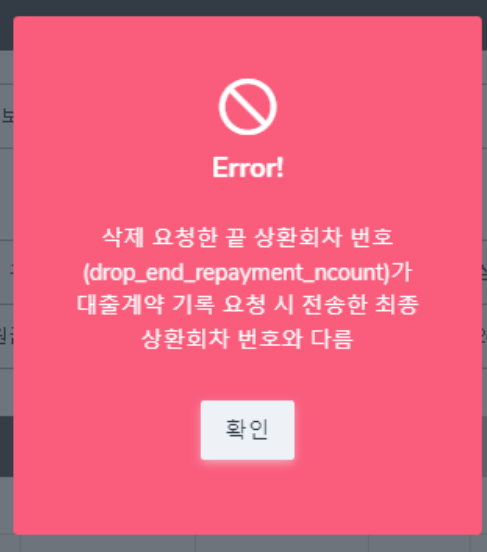 Error!
삭제 요청한 끝 상환회차 번호
(drop_end_repayment_ncount)가
대출계약 기록 요청 시 전송한 최종
상환회차 번호와 다름
확인